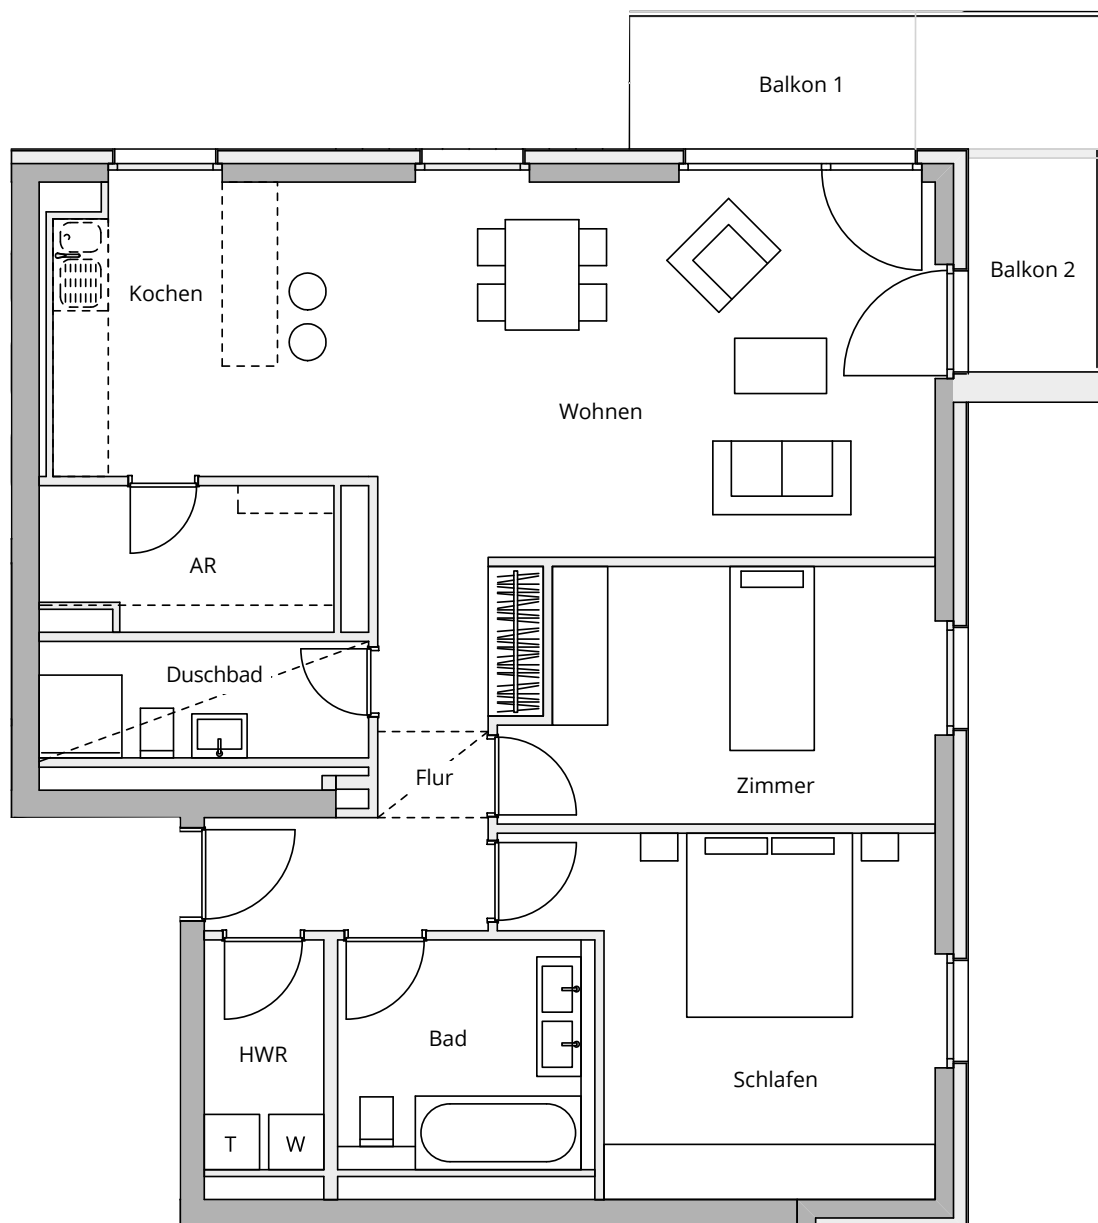 Balkon 1
Balkon 2
Kochen
Wohnen
AR
Duschbad
Flur
Zimmer
Bad
HWR
Schlafen
T
W